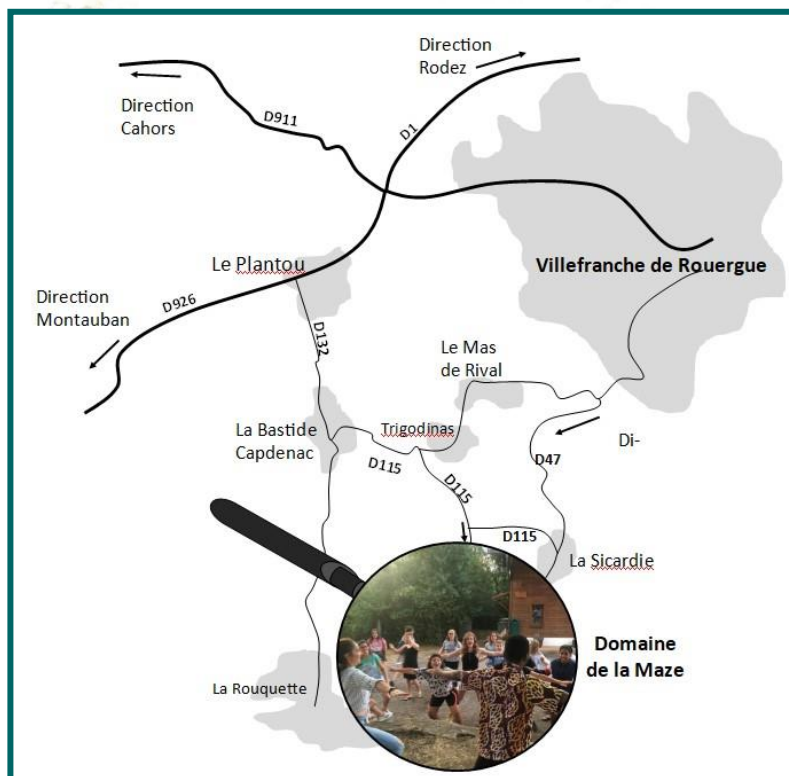 Direction
Rodez
Direction
Cahors
D911
D1
Le Plantou
Villefranche de Rouergue
Direction
Montauban
D926
D132
Le Mas
de Rival
La Bastide
Capdenac
Trigodinas
Di-
D115
D115
D47
D115
La Sicardie
Domaine
de la Maze
La Rouquette